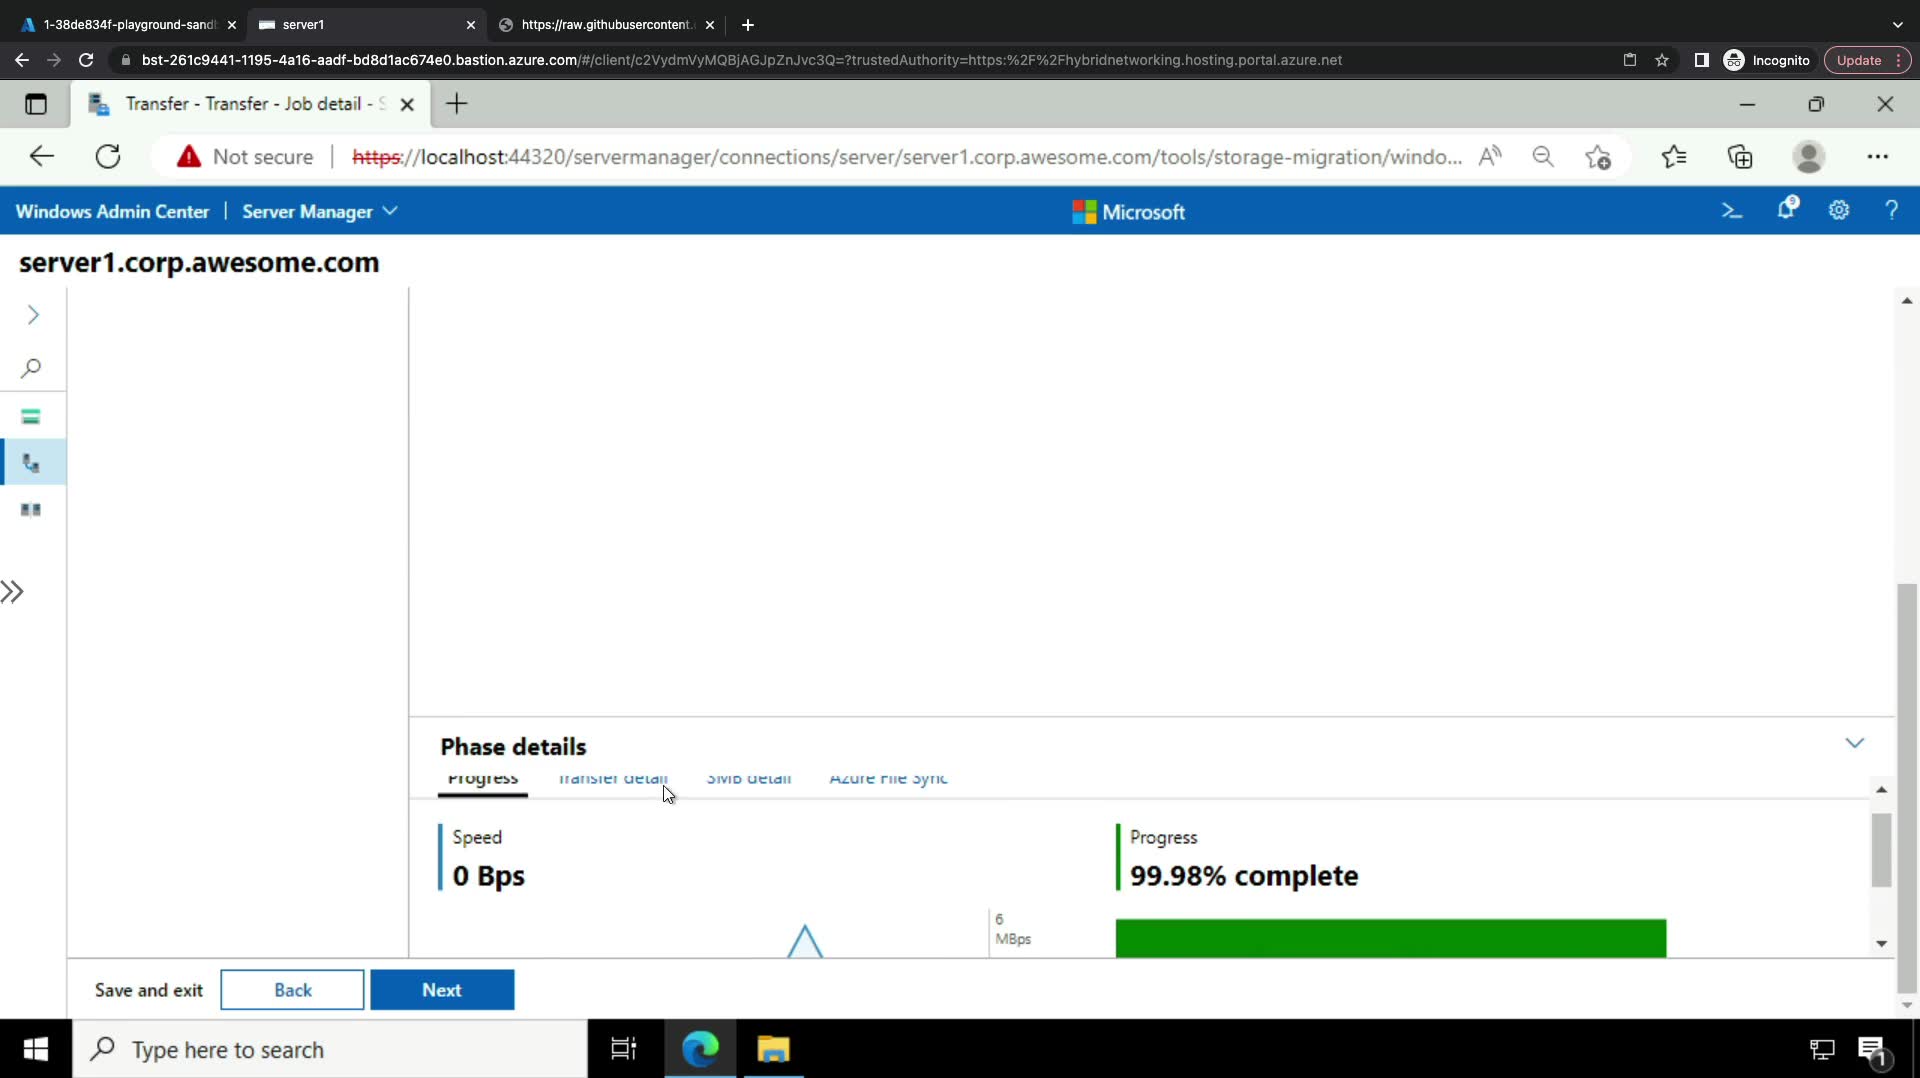 1-38de834f-playground-sand
server1
https://raw.githubusercontent.
bst-261c9441-1195-4a16-aadf-bd8d1ac674e0.bastion.azure.com/#/client/c2VydmVyMQBjAGJpZnJvc3Q=?trustedAuthority=https:%2F%2Fhybridnetworking.hosting.portal.azure.net
Incognito
Update
Transfer - Transfer - Job detail - S
Not secure
https://localhost:44320/servermanager/connections/server/server1.corp.awesome.com/tools/storage-migration/windo...
Windows Admin Center
Server Manager
Microsoft
9
server1.corp.awesome.com
Phase details
Progress
Transfer detail
SMB detail
Azure File Sync
Speed
0 Bps
Progress
99.98% complete
6
MBps
Save and exit
Back
Next
Type here to search
1